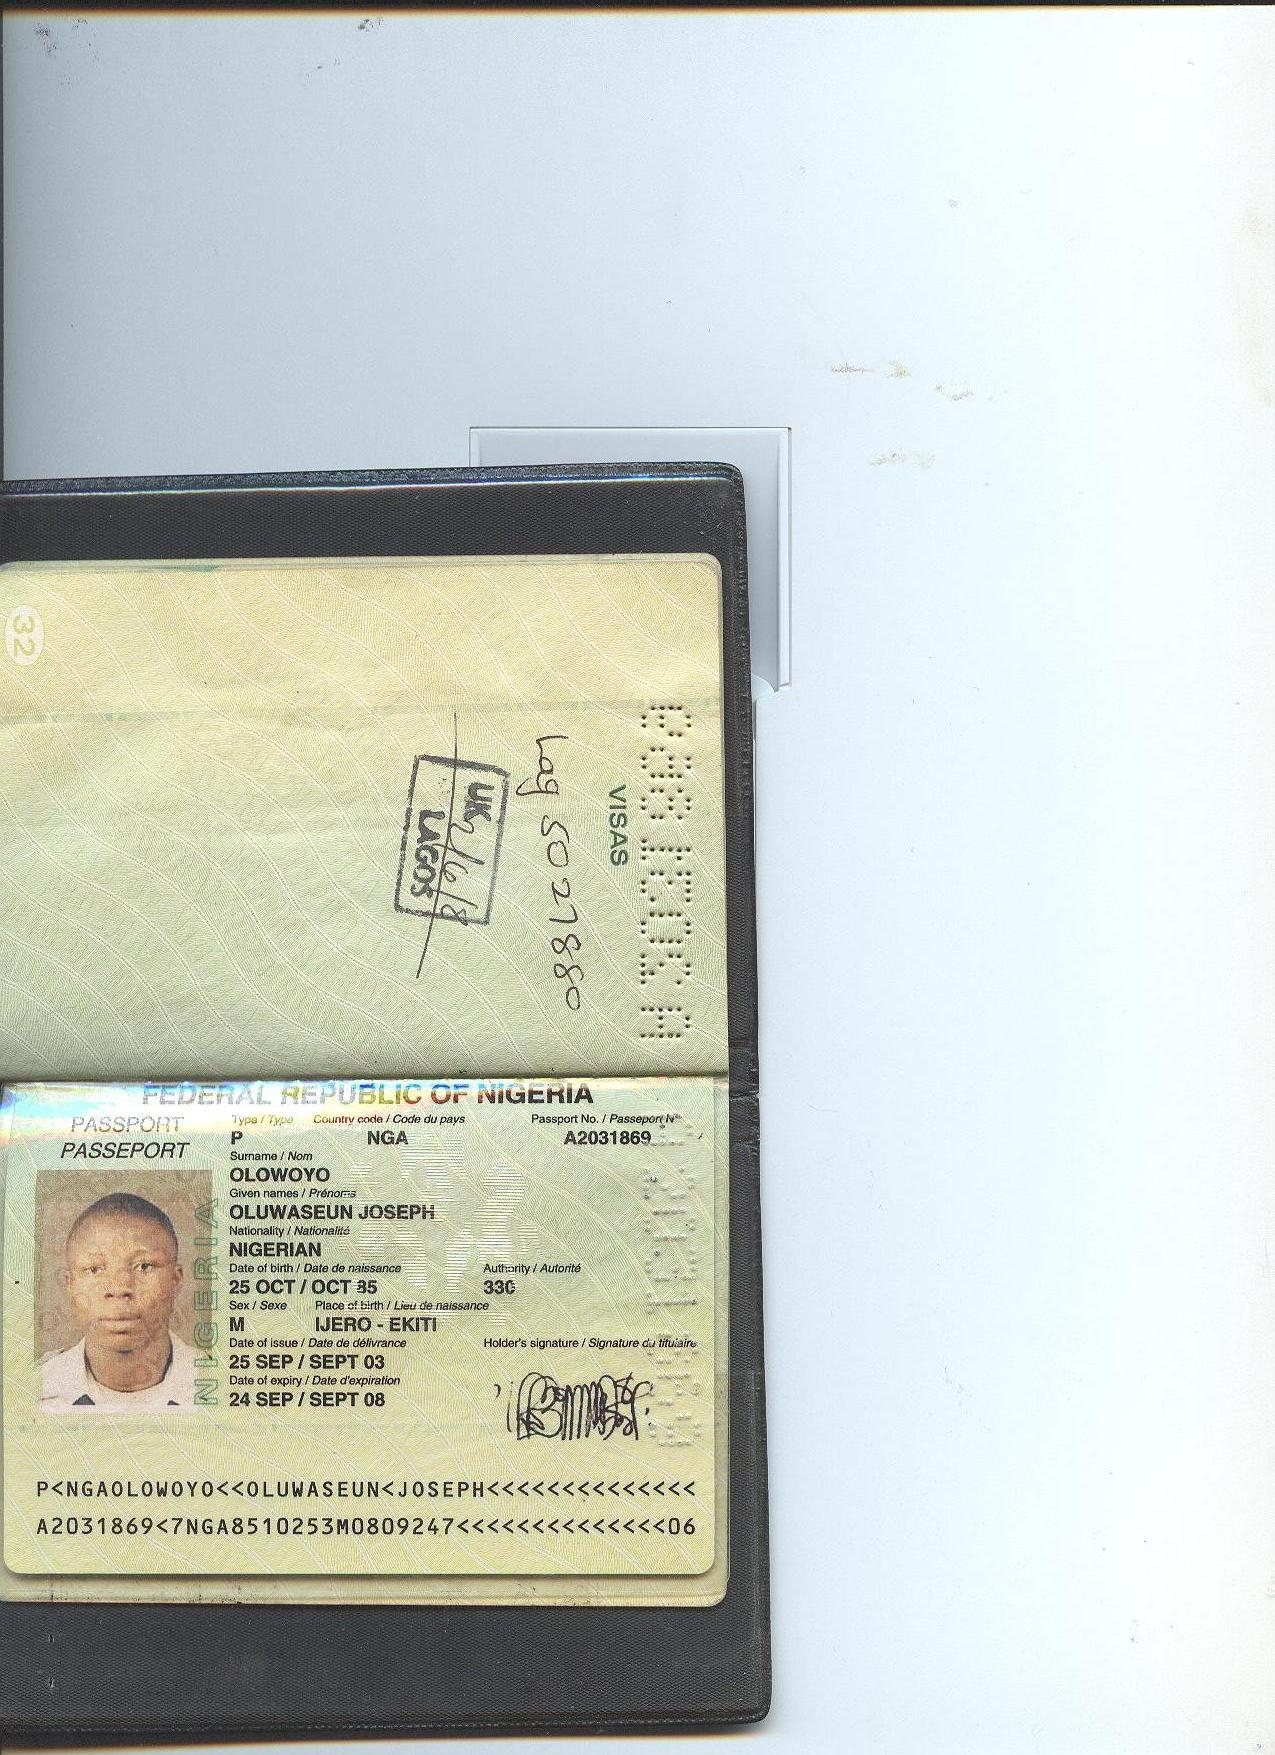 32
A2031869
VISAS
Lag 5027880
UK
LAGOS
FEDERAL REPUBLIC OF NIGERIA
PASSPORT
PASSEPORT
Type / Type Country code / Code du pays Passport No. / Passeport N°
P NGA A2031869
Surname / Nom
OLOWOYO
Given names / Prénoms
OLUWASEUN JOSEPH
Nationality / Nationalité
NIGERIAN
Date of birth / Date de naissance Authority / Autorité
25 OCT / OCT 85
Sex / Sexe Place of birth / Lieu de naissance
M IJERO - EKITI
Date of issue / Date de délivrance Holder's signature / Signature du titulaire
25 SEP / SEPT 03
Date of expiry / Date d'expiration
24 SEP / SEPT 08
NIGERIA
P<NGAOLOWOYO<<OLUWASEUN<JOSEPH<<<<<<<<<<<<<<
A2031869<7NGA8510253M0809247<<<<<<<<<<<<<<06